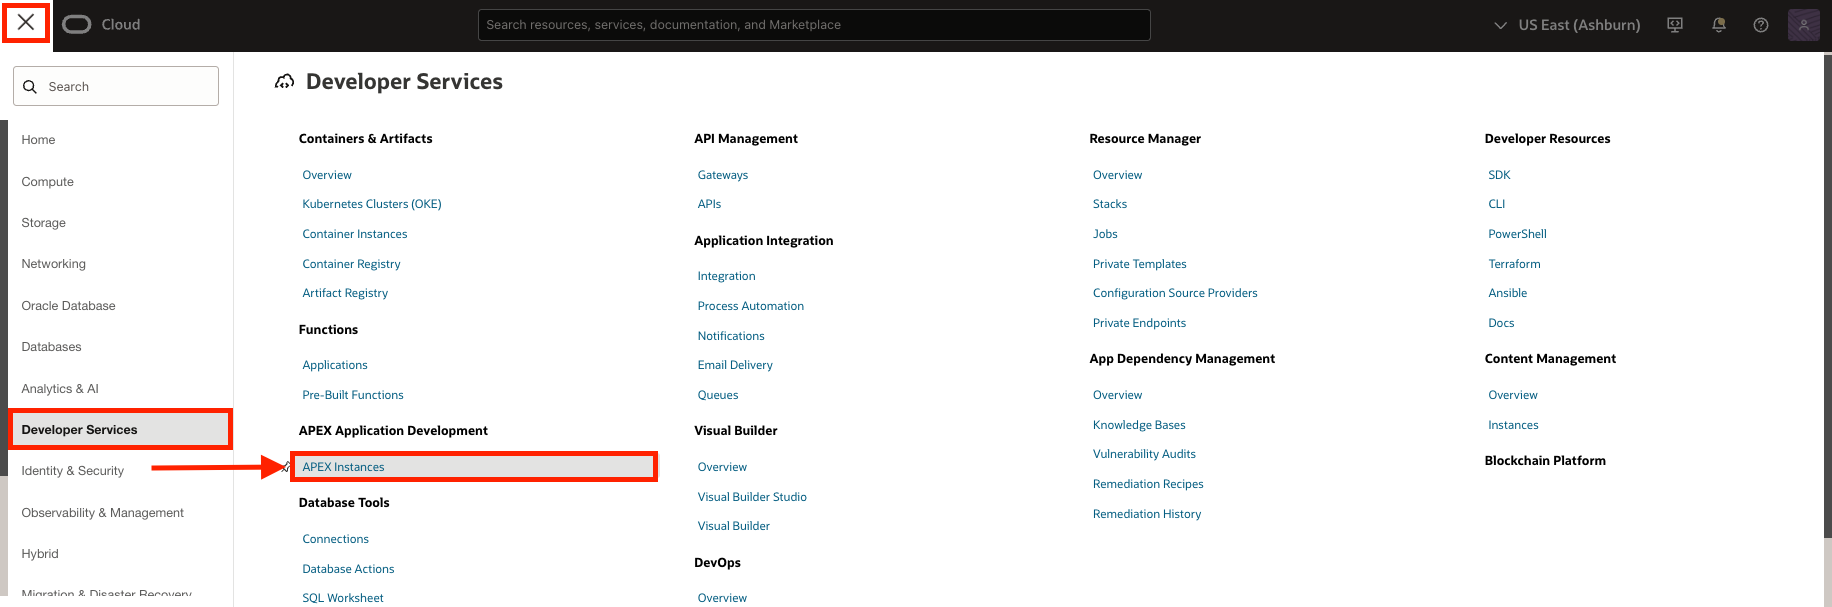 Cloud
Search resources, services, documentation, and Marketplace
US East (Ashburn)
Search
Home
Compute
Storage
Networking
Oracle Database
Databases
Analytics & AI
Developer Services
Identity & Security
Observability & Management
Hybrid
Migration & Disaster Recovery
Developer Services
Containers & Artifacts
Overview
Kubernetes Clusters (OKE)
Container Instances
Container Registry
Artifact Registry
Functions
Applications
Pre-Built Functions
APEX Application Development
APEX Instances
Database Tools
Connections
Database Actions
SQL Worksheet
API Management
Gateways
APIs
Application Integration
Integration
Process Automation
Notifications
Email Delivery
Queues
Visual Builder
Overview
Visual Builder Studio
Visual Builder
DevOps
Overview
Resource Manager
Overview
Stacks
Jobs
Private Templates
Configuration Source Providers
Private Endpoints
App Dependency Management
Overview
Knowledge Bases
Vulnerability Audits
Remediation Recipes
Remediation History
Developer Resources
SDK
CLI
PowerShell
Terraform
Ansible
Docs
Content Management
Overview
Instances
Blockchain Platform